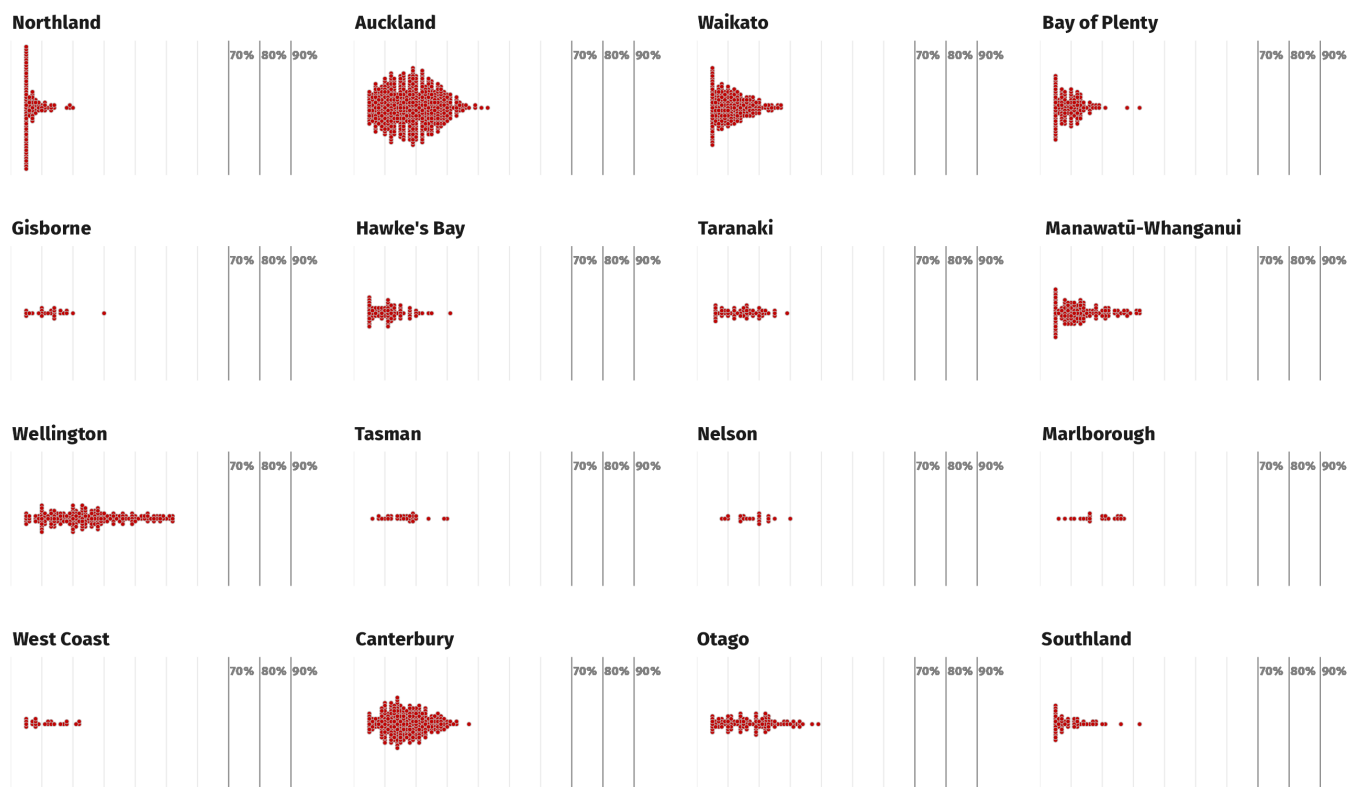 Northland
70% 80% 90%
Auckland
70% 80% 90%
Waikato
70% 80% 90%
Bay of Plenty
70% 80% 90%
Gisborne
70% 80% 90%
Hawke's Bay
70% 80% 90%
Taranaki
70% 80% 90%
Manawatū-Whanganui
70% 80% 90%
Wellington
70% 80% 90%
Tasman
70% 80% 90%
Nelson
70% 80% 90%
Marlborough
70% 80% 90%
West Coast
70% 80% 90%
Canterbury
70% 80% 90%
Otago
70% 80% 90%
Southland
70% 80% 90%